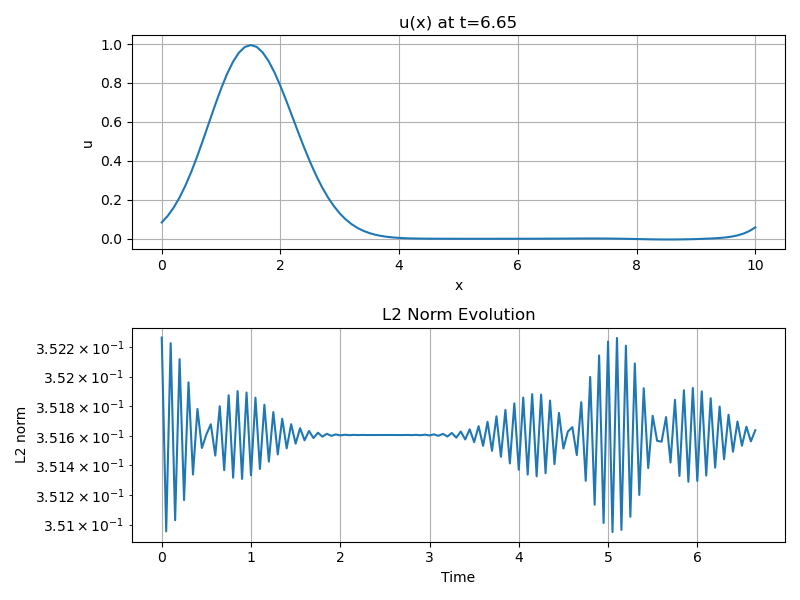 u(x) at t=6.65
1.0
0.8
0.6
0.4
0.2
0.0
u
0 2 4 6 8 10
x
L2 Norm Evolution
3.522 × 10⁻¹
3.52 × 10⁻¹
3.518 × 10⁻¹
3.516 × 10⁻¹
3.514 × 10⁻¹
3.512 × 10⁻¹
3.51 × 10⁻¹
L2 norm
0 1 2 3 4 5 6
Time